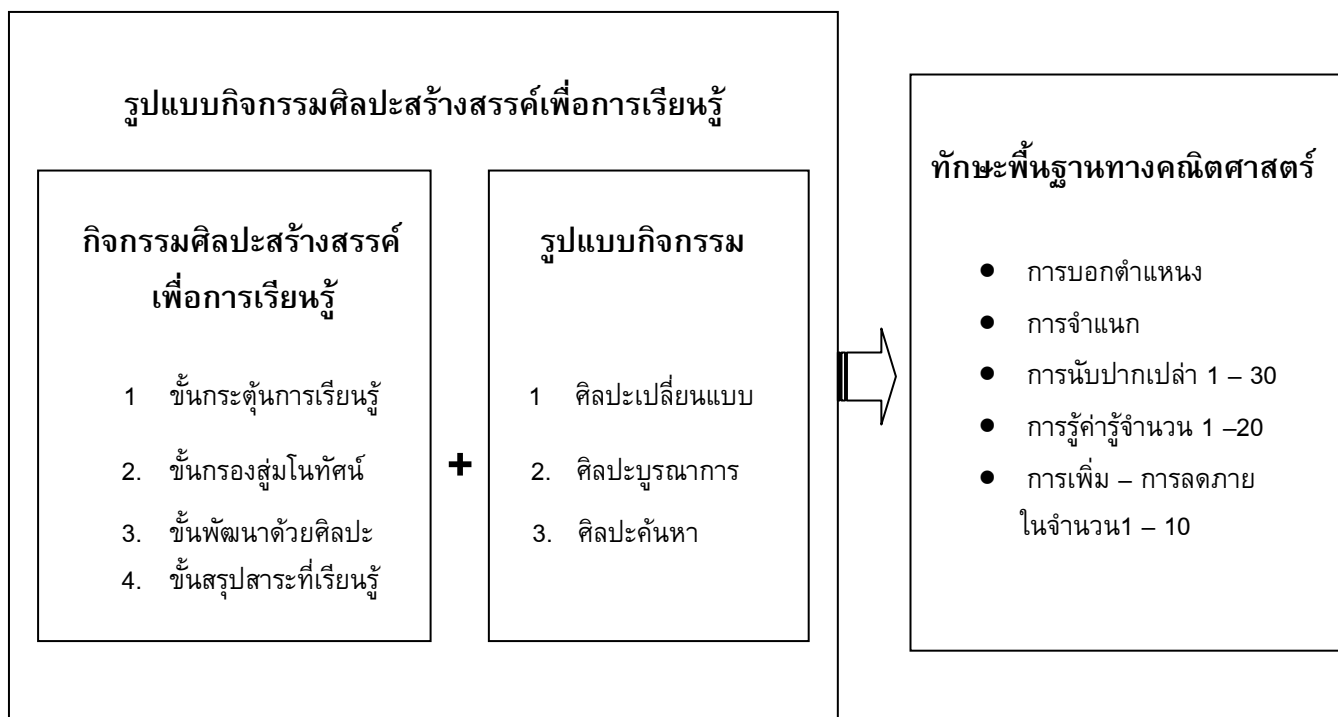 รูปแบบกิจกรรมศิลปะสร้างสรรค์เพื่อการเรียนรู้
กิจกรรมศิลปะสร้างสรรค์
เพื่อการเรียนรู้
1 ขั้นกระตุ้นการเรียนรู้
2. ขั้นกรองสู่มโนทัศน์
3. ขั้นพัฒนาด้วยศิลปะ
4. ขั้นสรุปสาระที่เรียนรู้
+
รูปแบบกิจกรรม
1 ศิลปะเปลี่ยนแบบ
2. ศิลปะบูรณาการ
3. ศิลปะค้นหา
ทักษะพื้นฐานทางคณิตศาสตร์
● การบอกตำแหนง
● การจำแนก
● การนับปากเปล่า 1 – 30
● การรู้ค่ารู้จำนวน 1 –20
● การเพิ่ม – การลดภาย
ในจำนวน1 – 10